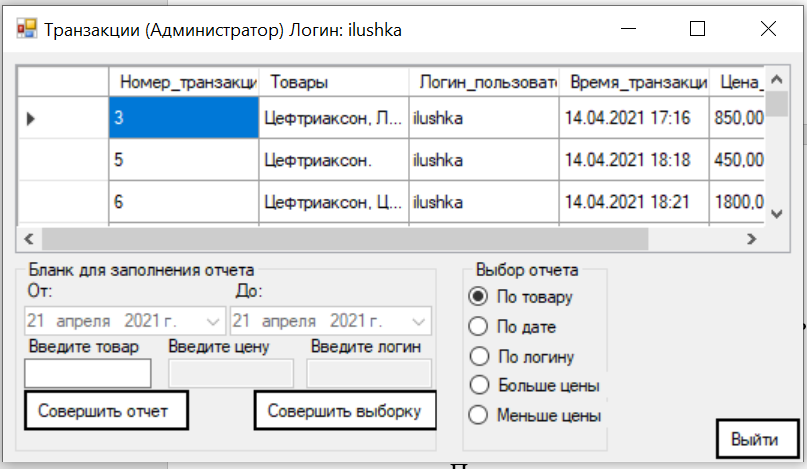 Транзакции (Администратор) Логин: ilushka
Номер_транзакци Товары Логин_пользоват Время_транзакци Цена_
3 Цефтриаксон, Л... ilushka 14.04.2021 17:16 850,00
5 Цефтриаксон. ilushka 14.04.2021 18:18 450,00
6 Цефтриаксон, Ц... ilushka 14.04.2021 18:21 1800,0
Бланк для заполнения отчета
От: До:
21 апреля 2021 г. 21 апреля 2021 г.
Введите товар Введите цену Введите логин
Совершить отчет Совершить выборку
Выбор отчета
По товару
По дате
По логину
Больше цены
Меньше цены
Выйти